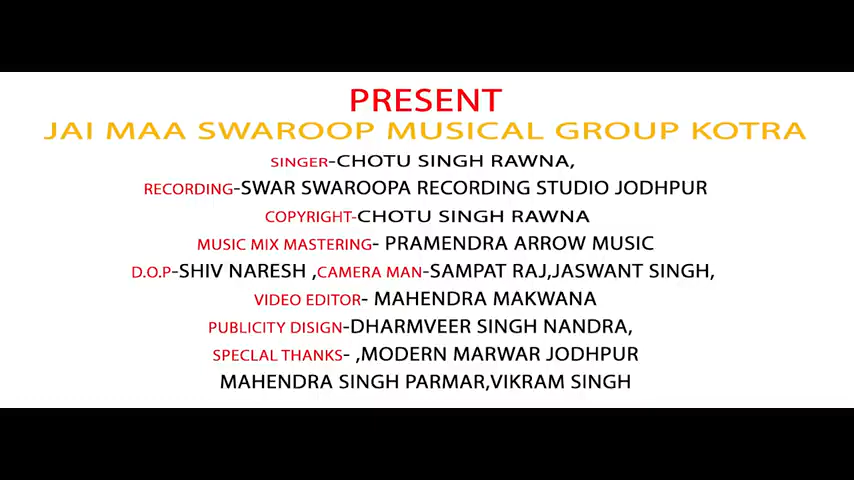 PRESENT
JAI MAA SWAROOP MUSICAL GROUP KOTRA
SINGER-CHOTU SINGH RAWNA,
RECORDING-SWAR SWAROOPA RECORDING STUDIO JODHPUR
COPYRIGHT-CHOTU SINGH RAWNA
MUSIC MIX MASTERING- PRAMENDRA ARROW MUSIC
D.O.P-SHIV NARESH ,CAMERA MAN-SAMPAT RAJ,JASWANT SINGH,
VIDEO EDITOR- MAHENDRA MAKWANA
PUBLICITY DISIGN-DHARMVEER SINGH NANDRA,
SPECLAL THANKS- ,MODERN MARWAR JODHPUR
MAHENDRA SINGH PARMAR,VIKRAM SINGH